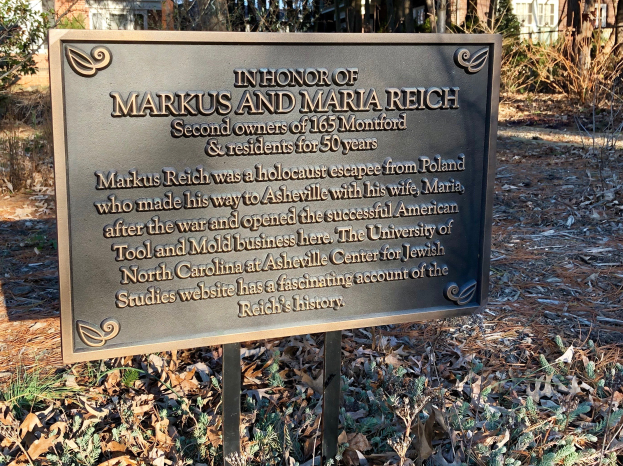 IN HONOR OF
MARKUS AND MARIA REICH
Second owners of 165 Montford
& residents for 50 years
Markus Reich was a holocaust escapee from Poland
who made his way to Asheville with his wife, Maria,
after the war and opened the successful American
Tool and Mold business here. The University of
North Carolina at Asheville Center for Jewish
Studies website has a fascinating account of the
Reich's history.